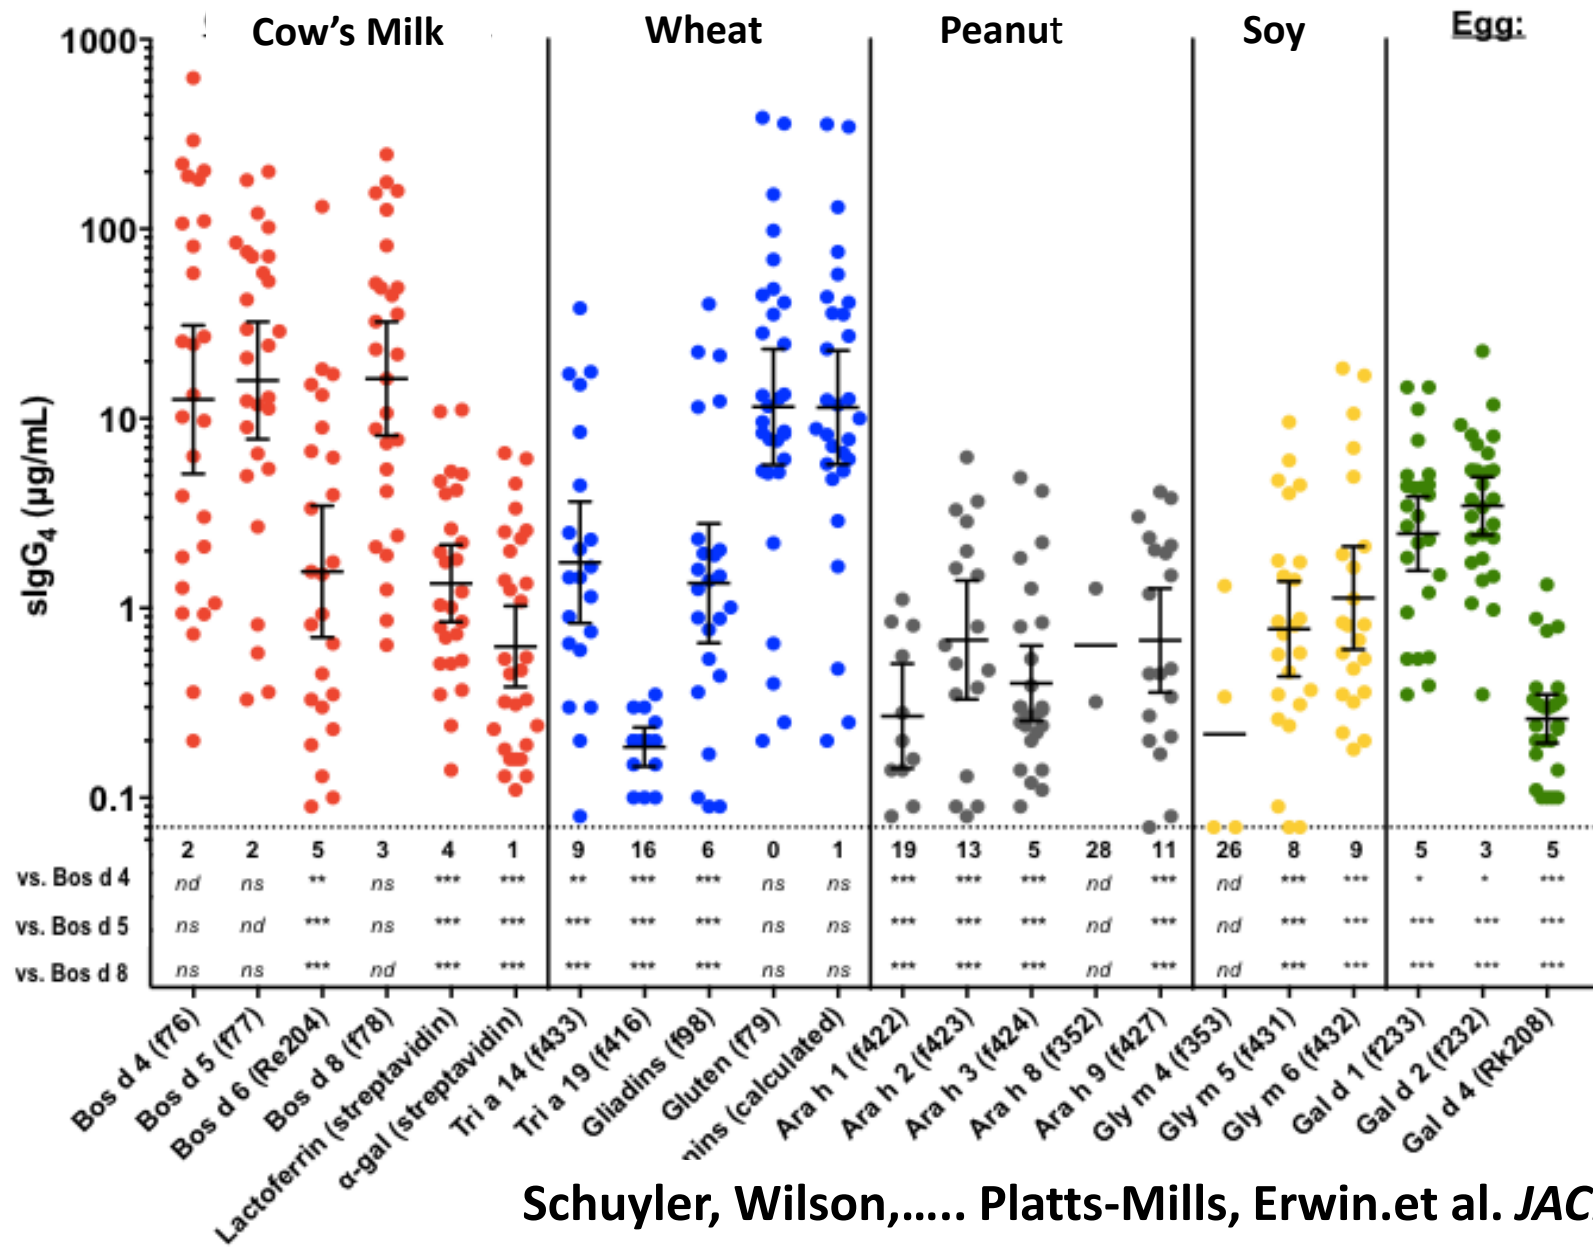 Cow's Milk Wheat Peanut Soy Egg:
1000
100
10
1
0.1
sIgG4 (µg/mL)
2 2 5 3 4 1 9 16 6 0 1 19 13 5 28 11 26 8 9 5 3 5
vs. Bos d 4 nd ns ** ns *** *** ** *** *** ns ns *** *** *** nd *** nd *** *** * * ***
vs. Bos d 5 ns nd *** ns *** *** *** *** *** ns ns *** *** *** nd *** nd *** *** *** *** ***
vs. Bos d 8 ns ns *** nd *** *** *** *** *** ns ns *** *** *** nd *** nd *** *** *** *** ***
Bos d 4 (f76)
Bos d 5 (f77)
Bos d 6 (Re204)
Bos d 8 (f78)
Lactoferrin (streptavidin)
α-gal (streptavidin)
Tri a 14 (f433)
Tri a 19 (f416)
Gliadins (f98)
Gluten (f79)
nins (calculated)
Ara h 1 (f422)
Ara h 2 (f423)
Ara h 3 (f424)
Ara h 8 (f352)
Ara h 9 (f427)
Gly m 4 (f353)
Gly m 5 (f431)
Gly m 6 (f432)
Gal d 1 (f233)
Gal d 2 (f232)
Gal d 4 (Rk208)
Schuyler, Wilson,….. Platts-Mills, Erwin.et al. JAC